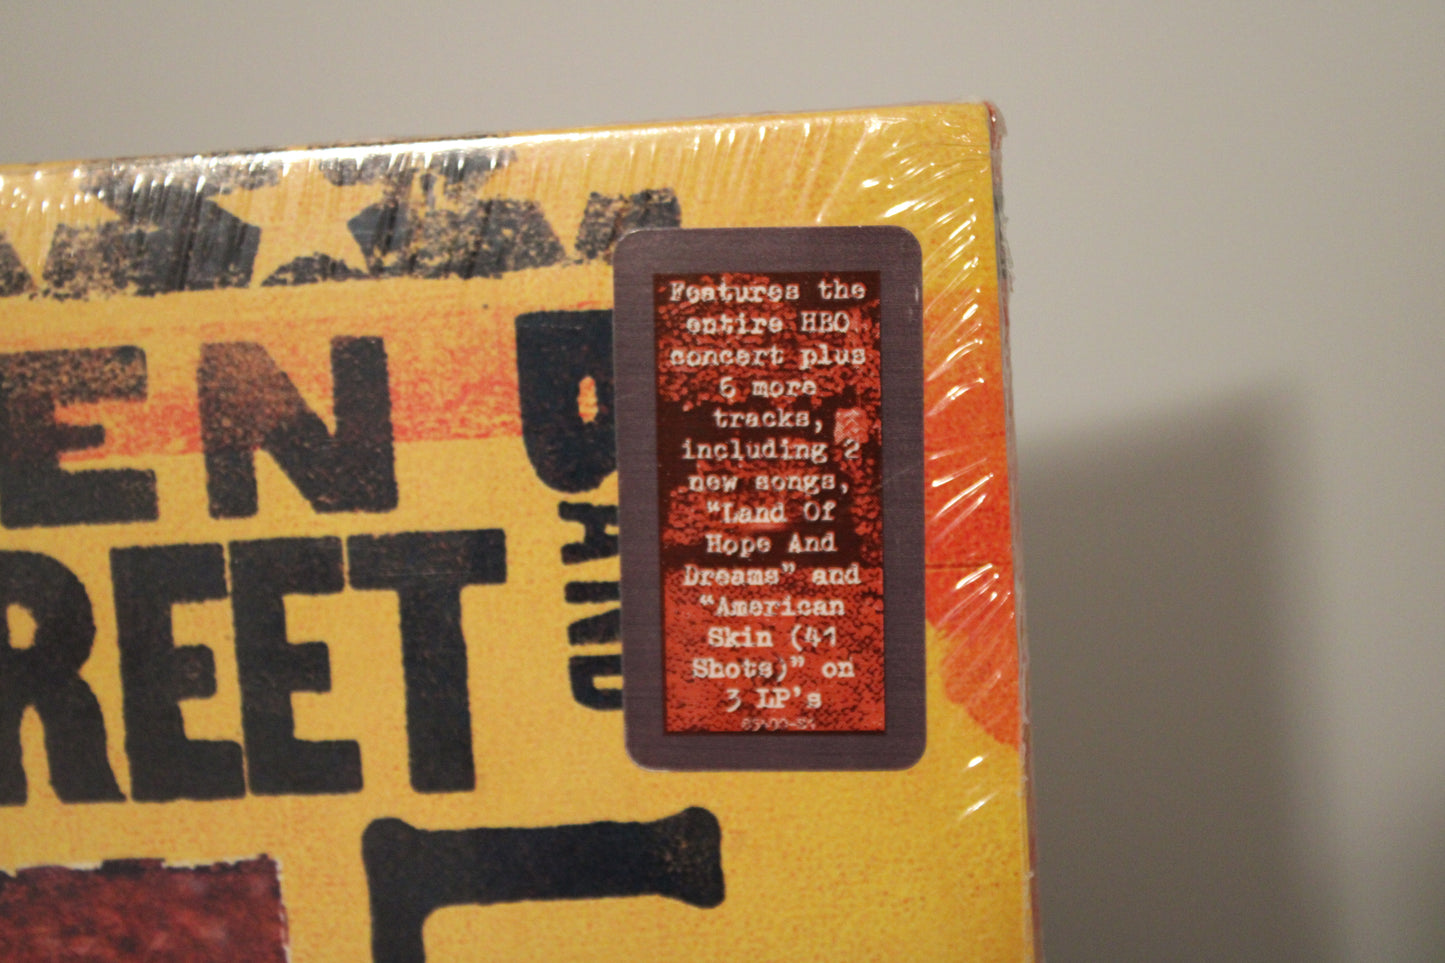 EN
REET
BAND
Features the
entire HBO
concert plus
6 more
tracks,
including 2
new songs,
"Land Of
Hope And
Dreams" and
"American
Skin (41
Shots)" on
3 LP's